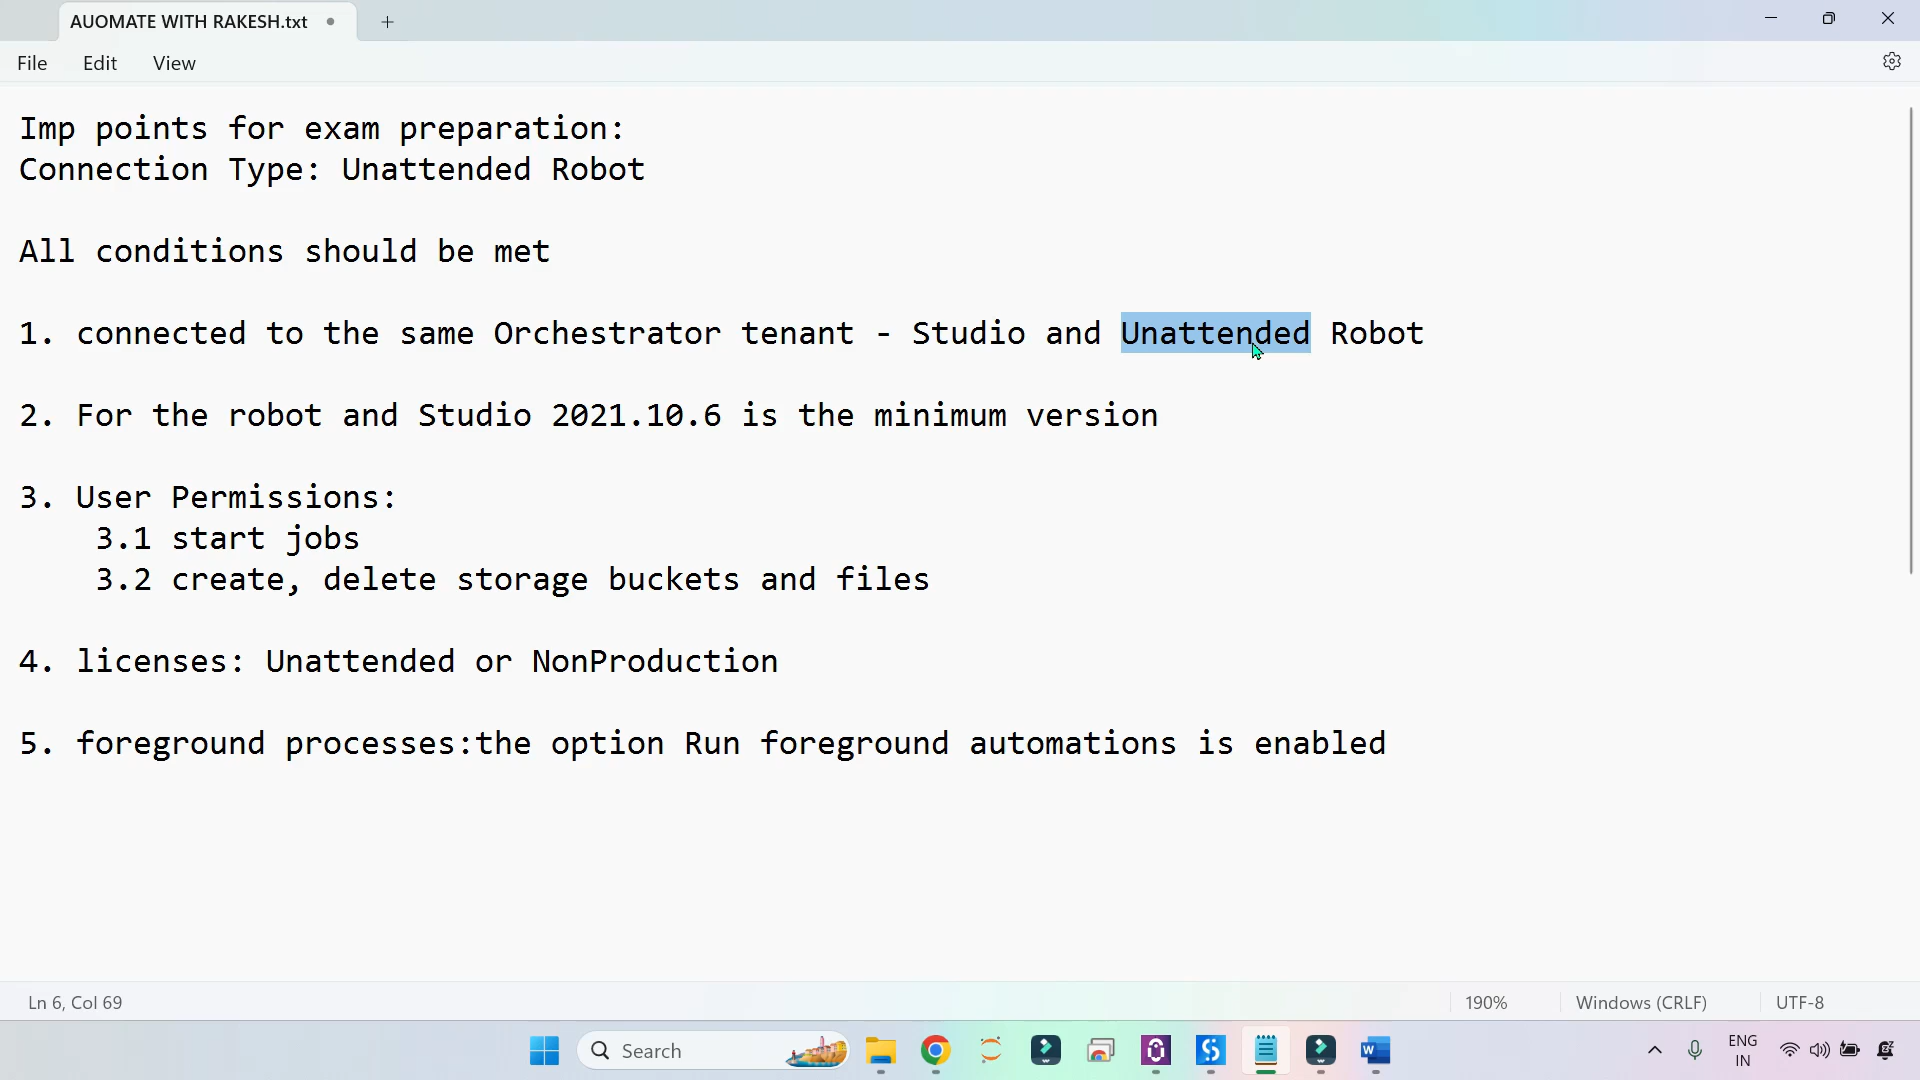 AUOMATE WITH RAKESH.txt
File Edit View
Imp points for exam preparation:
Connection Type: Unattended Robot
All conditions should be met
1. connected to the same Orchestrator tenant - Studio and Unattended Robot
2. For the robot and Studio 2021.10.6 is the minimum version
3. User Permissions:
3.1 start jobs
3.2 create, delete storage buckets and files
4. licenses: Unattended or NonProduction
5. foreground processes:the option Run foreground automations is enabled
Ln 6, Col 69 190% Windows (CRLF) UTF-8
Search
ENG
IN